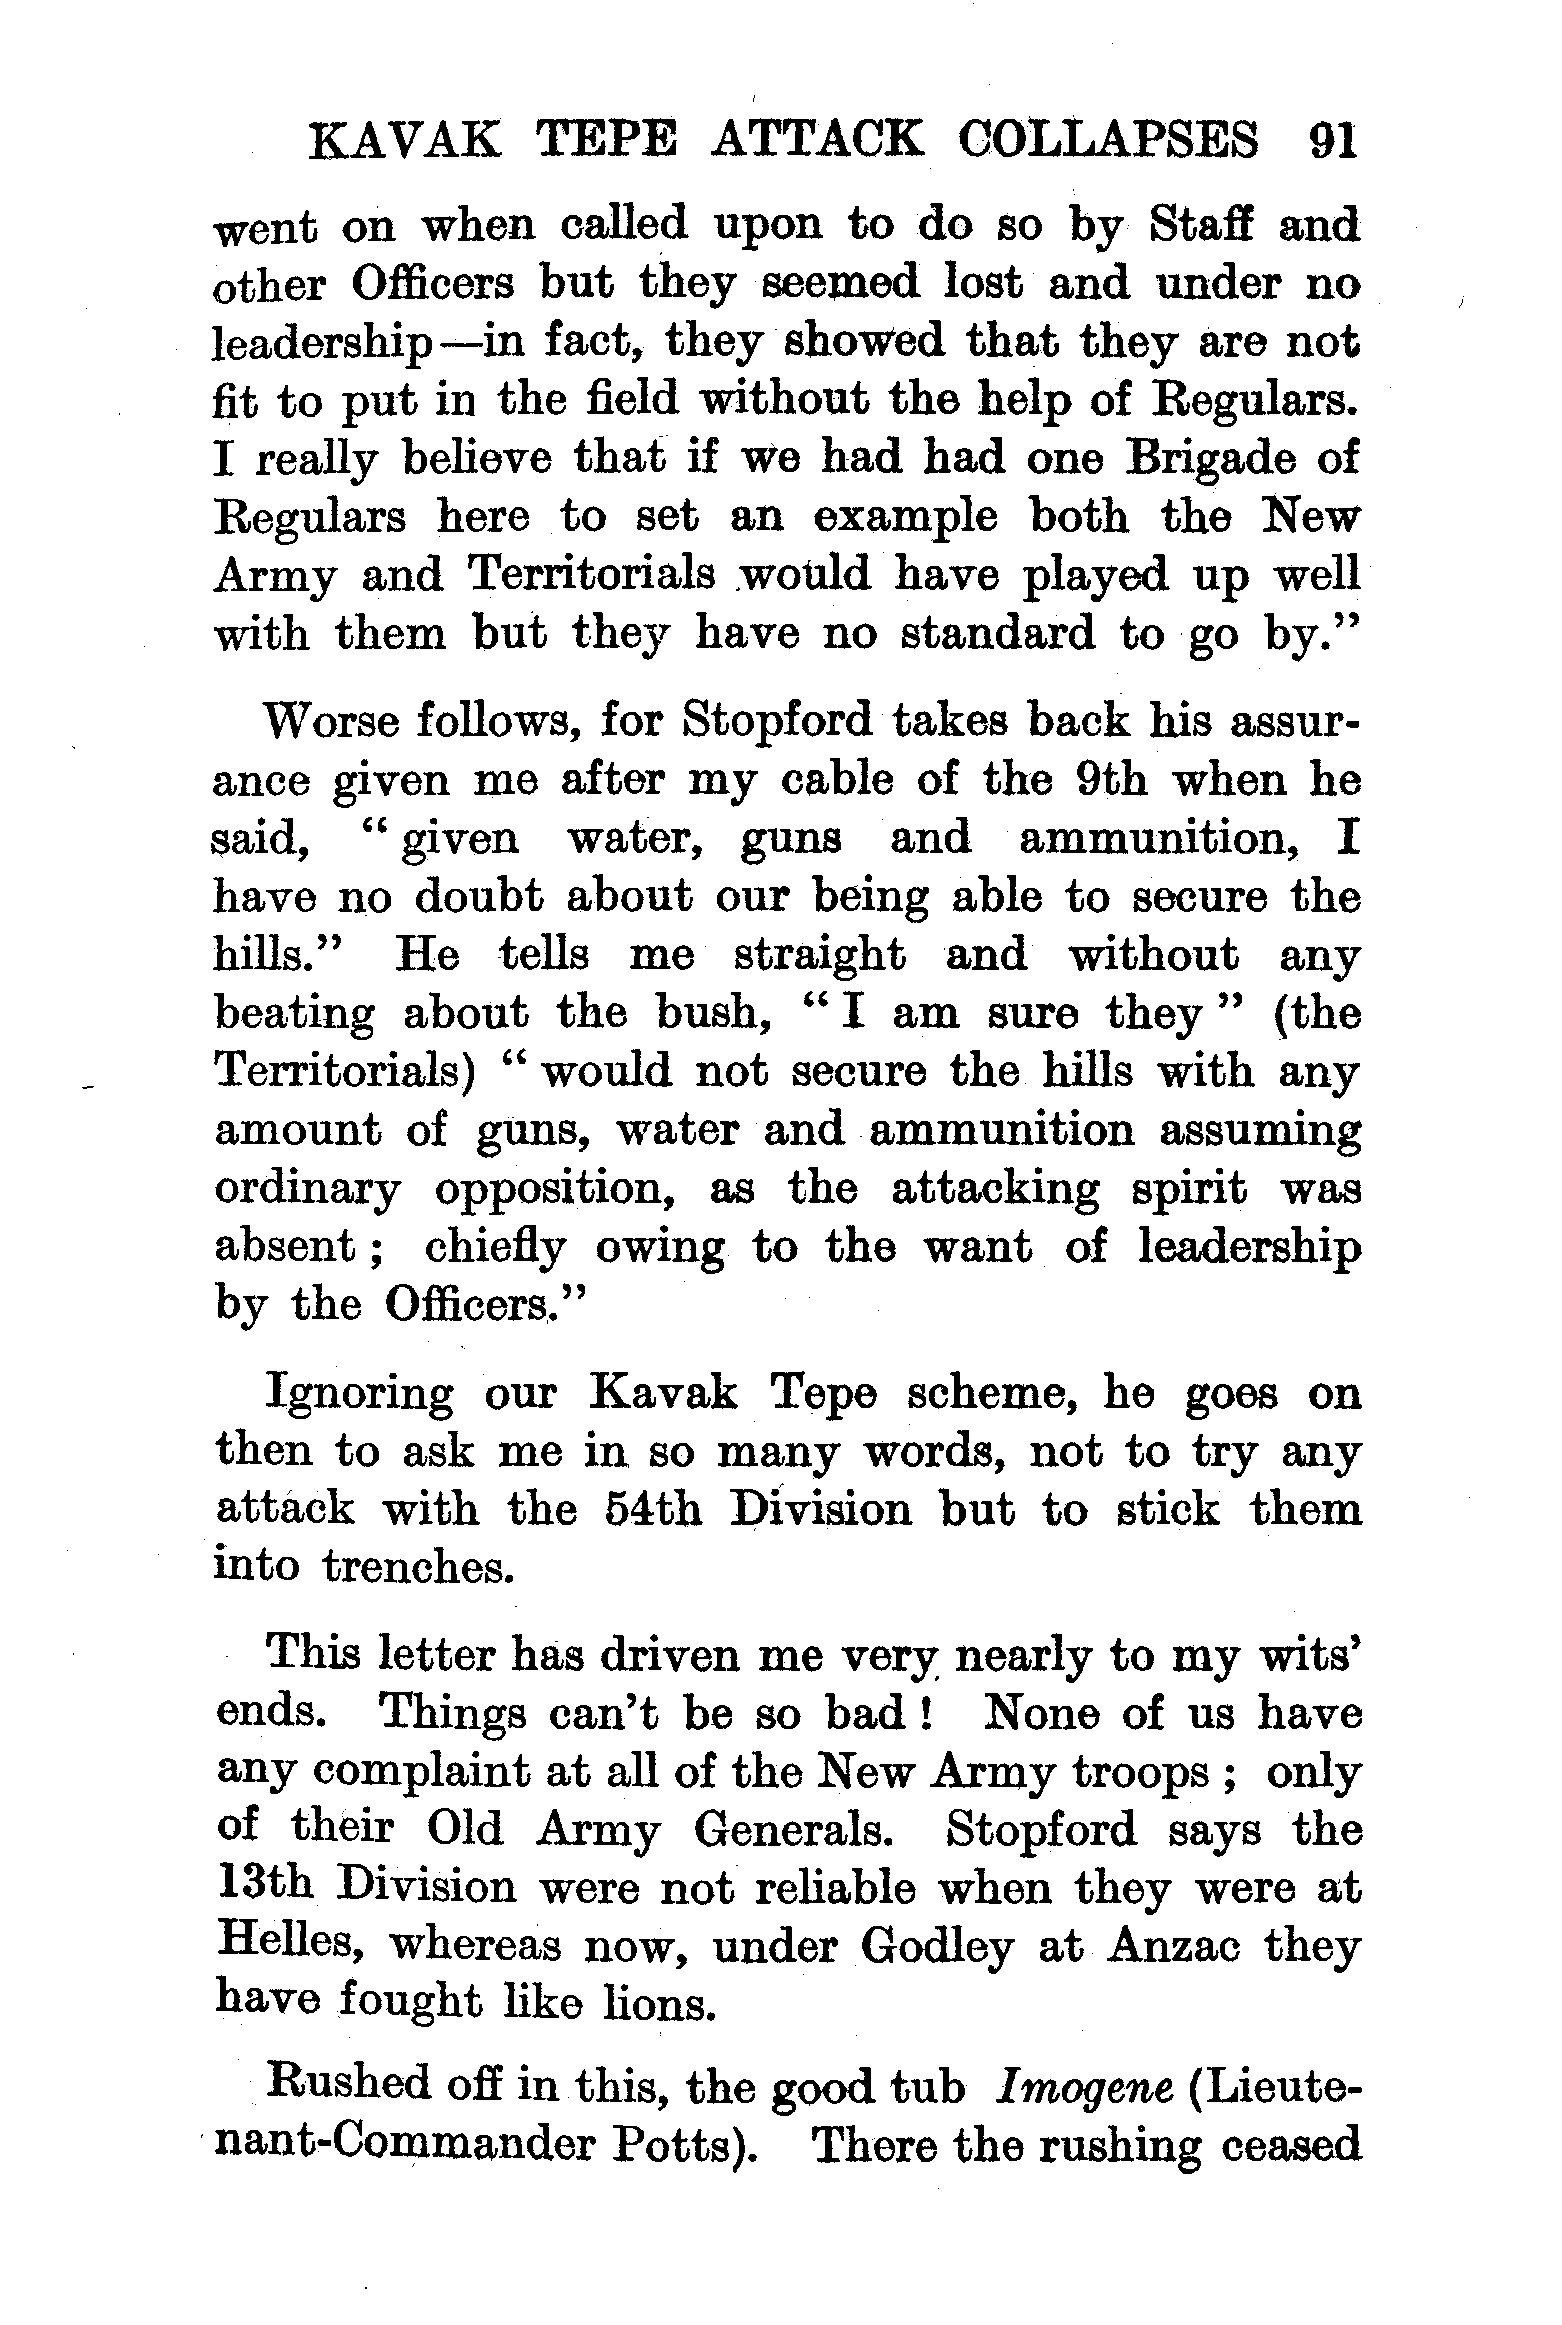 KAVAK TEPE ATTACK COLLAPSES 91
went on when called upon to do so by Staff and
other Officers but they seemed lost and under no
leadership—in fact, they showed that they are not
fit to put in the field without the help of Regulars.
I really believe that if we had had one Brigade of
Regulars here to set an example both the New
Army and Territorials would have played up well
with them but they have no standard to go by.”
Worse follows, for Stopford takes back his assur-
ance given me after my cable of the 9th when he
said, “ given water, guns and ammunition, I
have no doubt about our being able to secure the
hills.” He tells me straight and without any
beating about the bush, “ I am sure they ” (the
Territorials) “ would not secure the hills with any
amount of guns, water and ammunition assuming
ordinary opposition, as the attacking spirit was
absent ; chiefly owing to the want of leadership
by the Officers.”
Ignoring our Kavak Tepe scheme, he goes on
then to ask me in so many words, not to try any
attack with the 54th Division but to stick them
into trenches.
This letter has driven me very nearly to my wits’
ends. Things can’t be so bad ! None of us have
any complaint at all of the New Army troops ; only
of their Old Army Generals. Stopford says the
13th Division were not reliable when they were at
Helles, whereas now, under Godley at Anzac they
have fought like lions.
Rushed off in this, the good tub Imogene (Lieute-
nant-Commander Potts). There the rushing ceased